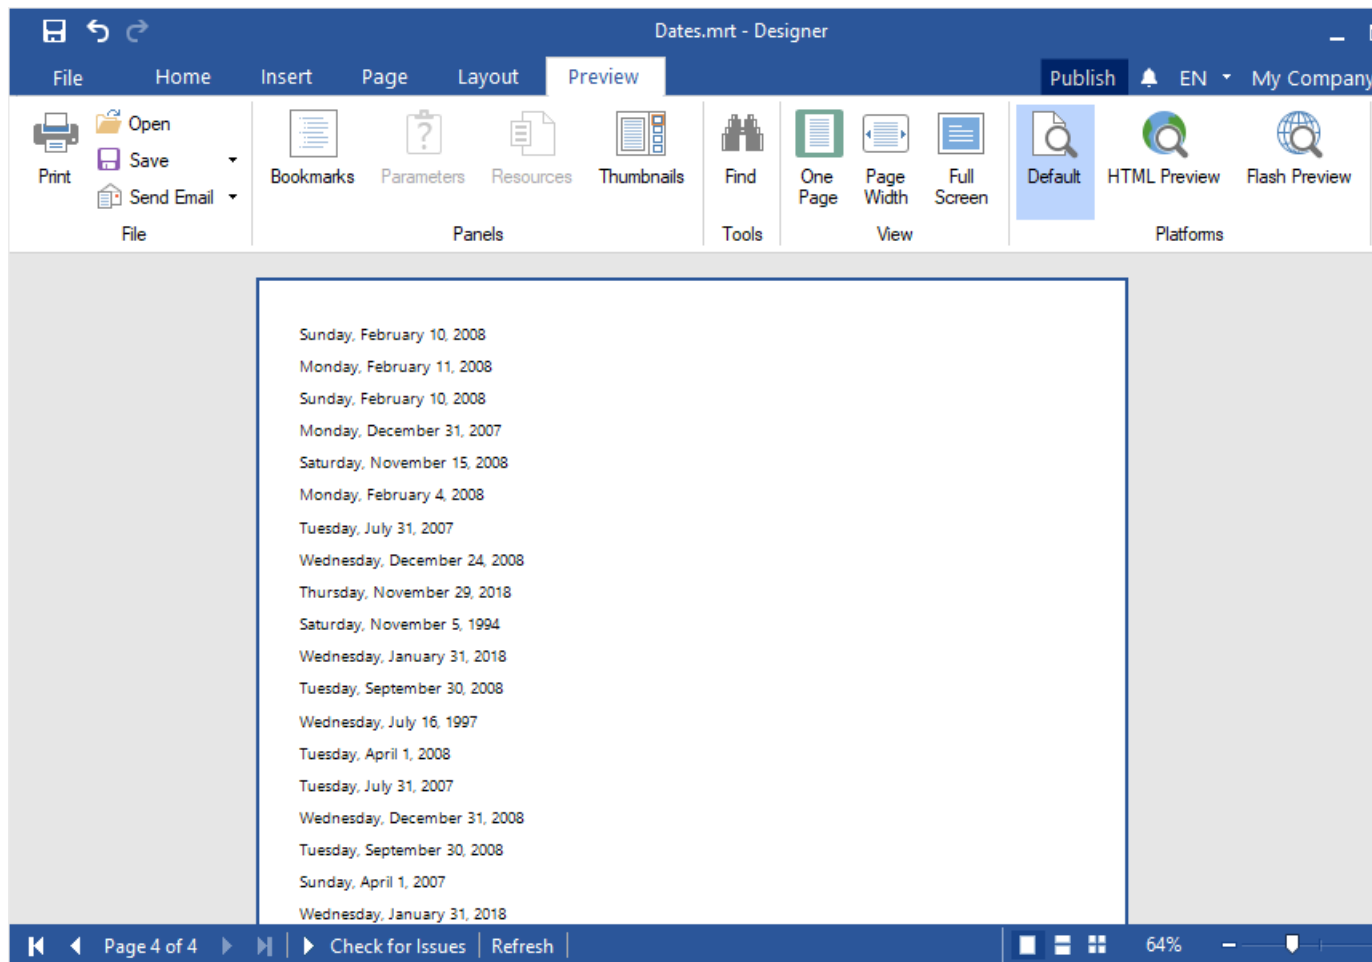 Dates.mrt - Designer
File Home Insert Page Layout Preview Publish EN My Company
Print Open Save Send Email Bookmarks Parameters Resources Thumbnails Find One Page Page Width Full Screen Default HTML Preview Flash Preview
File Panels Tools View Platforms
Sunday, February 10, 2008
Monday, February 11, 2008
Sunday, February 10, 2008
Monday, December 31, 2007
Saturday, November 15, 2008
Monday, February 4, 2008
Tuesday, July 31, 2007
Wednesday, December 24, 2008
Thursday, November 29, 2018
Saturday, November 5, 1994
Wednesday, January 31, 2018
Tuesday, September 30, 2008
Wednesday, July 16, 1997
Tuesday, April 1, 2008
Tuesday, July 31, 2007
Wednesday, December 31, 2008
Tuesday, September 30, 2008
Sunday, April 1, 2007
Wednesday, January 31, 2018
Page 4 of 4 Check for Issues Refresh 64%